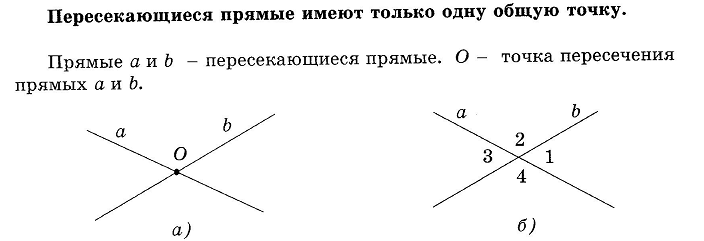 Пересекающиеся прямые имеют только одну общую точку.
Прямые a и b – пересекающиеся прямые. O – точка пересечения
прямых a и b.
a
b
O
а)
a
b
2
3
1
4
б)